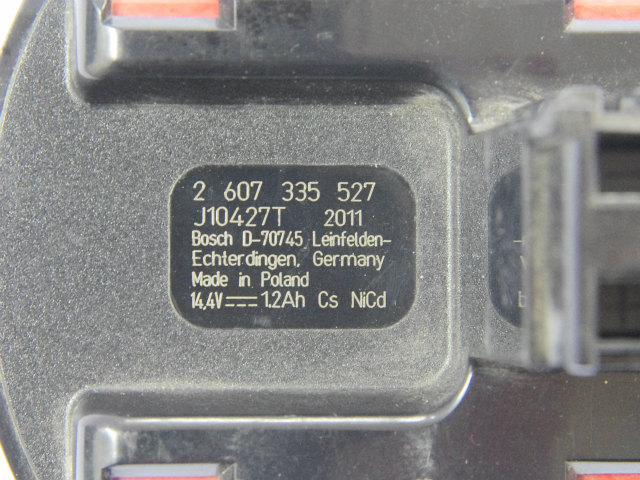 2 607 335 527
J10427T 2011
Bosch D-70745 Leinfelden-
Echterdingen, Germany
Made in Poland
14,4V 1.2Ah Cs NiCd